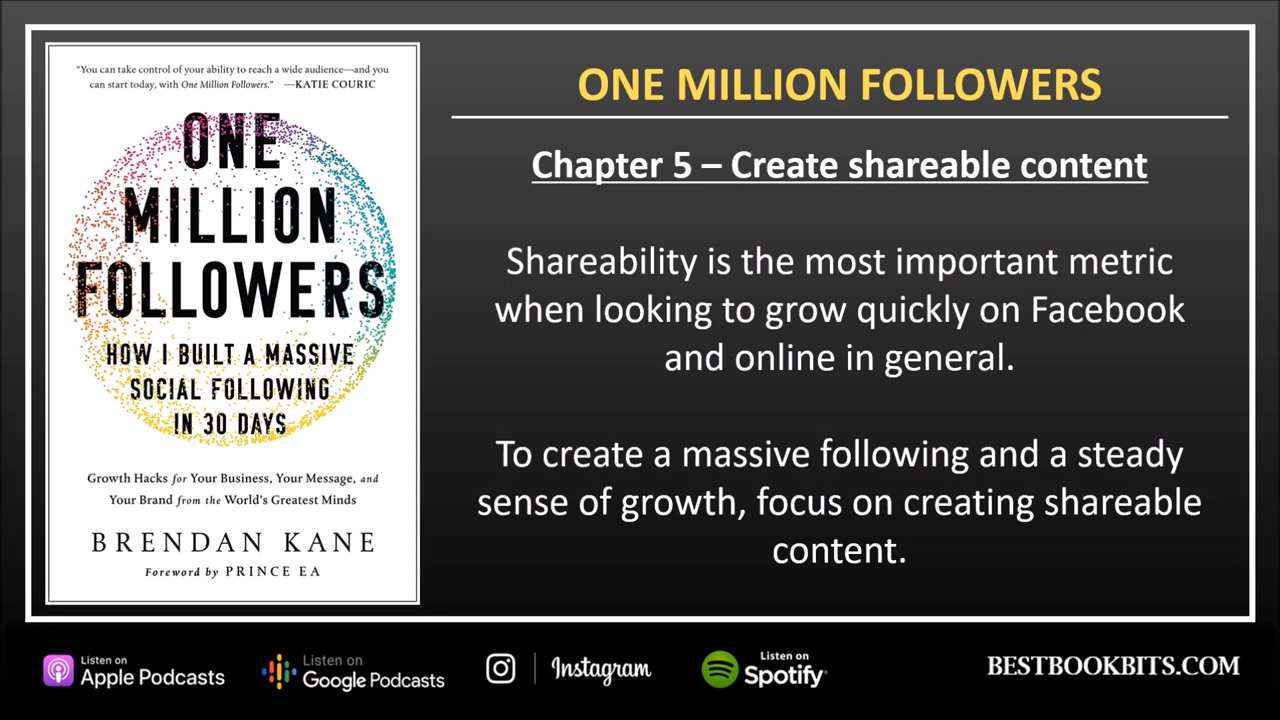 “You can take control of your ability to reach a wide audience—and you
can start today, with One Million Followers.” —KATIE COURIC
ONE
MILLION
FOLLOWERS
HOW I BUILT A MASSIVE
SOCIAL FOLLOWING
IN 30 DAYS
Growth Hacks for Your Business, Your Message, and
Your Brand from the World's Greatest Minds
BRENDAN KANE
Foreword by PRINCE EA
ONE MILLION FOLLOWERS
Chapter 5 – Create shareable content
Shareability is the most important metric
when looking to grow quickly on Facebook
and online in general.
To create a massive following and a steady
sense of growth, focus on creating shareable
content.
Listen on
Apple Podcasts
Listen on
Google Podcasts
Instagram
Listen on
Spotify
BESTBOOKBITS.COM